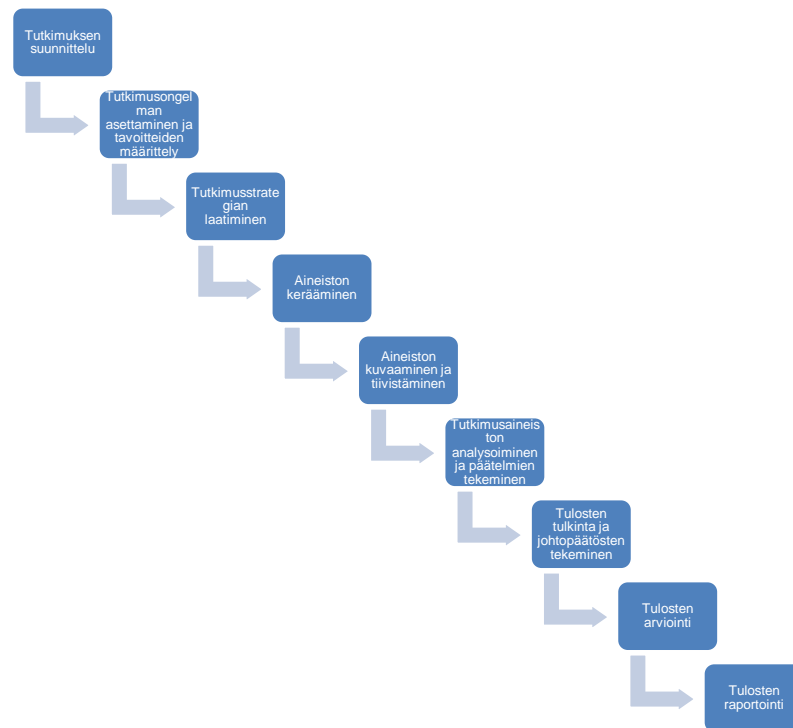 Tutkimuksen
suunnittelu
Tutkimusongel
man
asettaminen ja
tavoitteiden
määrittely
Tutkimusstrate
gian
laatiminen
Aineiston
kerääminen
Aineiston
kuvaaminen ja
tiivistäminen
Tutkimusaineis
ton
analysoiminen
ja päätelmien
tekeminen
Tulosten
tulkinta ja
johtopäätösten
tekeminen
Tulosten
arviointi
Tulosten
raportointi